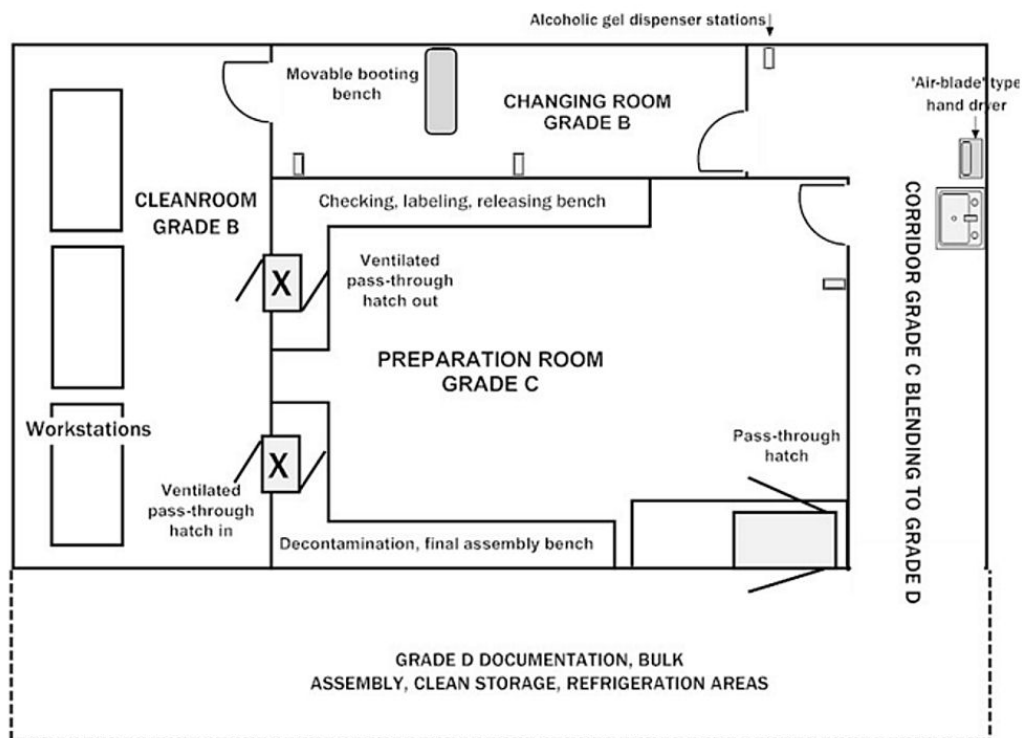 Alcoholic gel dispenser stations
Movable booting
bench
CHANGING ROOM
GRADE B
'Air-blade' type
hand dryer
CLEANROOM
GRADE B
Checking, labeling, releasing bench
X
Ventilated
pass-through
hatch out
PREPARATION ROOM
GRADE C
CORRIDOR GRADE C BLENDING TO GRADE D
Workstations
X
Pass-through
hatch
Ventilated
pass-through
hatch in
Decontamination, final assembly bench
GRADE D DOCUMENTATION, BULK
ASSEMBLY, CLEAN STORAGE, REFRIGERATION AREAS